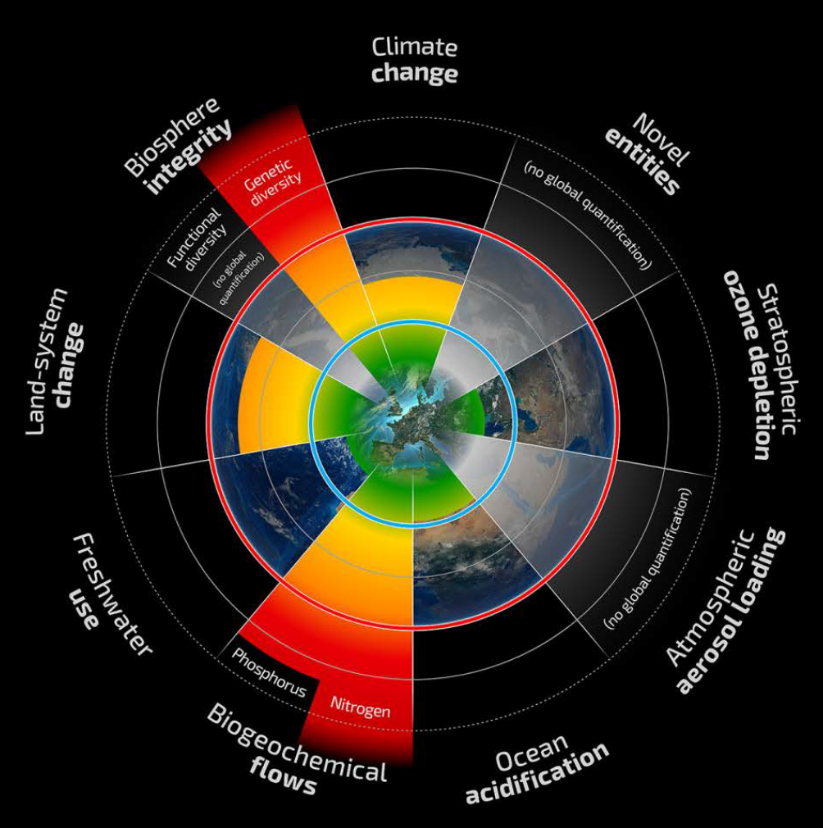 Climate
change
Novel
entities
(no global quantification)
Stratospheric
ozone depletion
Atmospheric
aerosol loading
(no global quantification)
Ocean
acidification
Biogeochemical
flows
Phosphorus
Nitrogen
Freshwater
use
Land-system
change
Biosphere
integrity
Genetic
diversity
Functional
diversity
(no global
quantification)